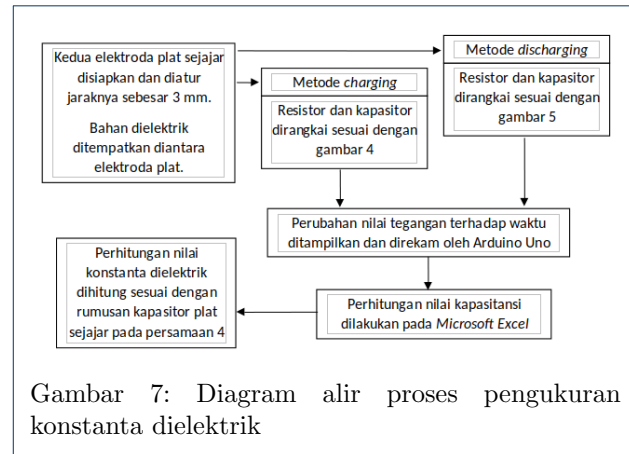 Kedua elektroda plat sejajar
disiapkan dan diatur
jaraknya sebesar 3 mm.
Bahan dielektrik
ditempatkan diantara
elektroda plat.
Metode charging
Resistor dan kapasitor
dirangkai sesuai dengan
gambar 4
Metode discharging
Resistor dan kapasitor
dirangkai sesuai dengan
gambar 5
Perubahan nilai tegangan terhadap waktu
ditampilkan dan direkam oleh Arduino Uno
Perhitungan nilai kapasitansi
dilakukan pada Microsoft Excel
Perhitungan nilai
konstanta dielektrik
dihitung sesuai dengan
rumusan kapasitor plat
sejajar pada persamaan 4
Gambar 7: Diagram alir proses pengukuran
konstanta dielektrik